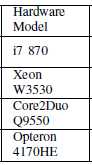 Hardware
Model
i7 870
Xeon
W3530
Core2Duo
Q9550
Opteron
4170HE